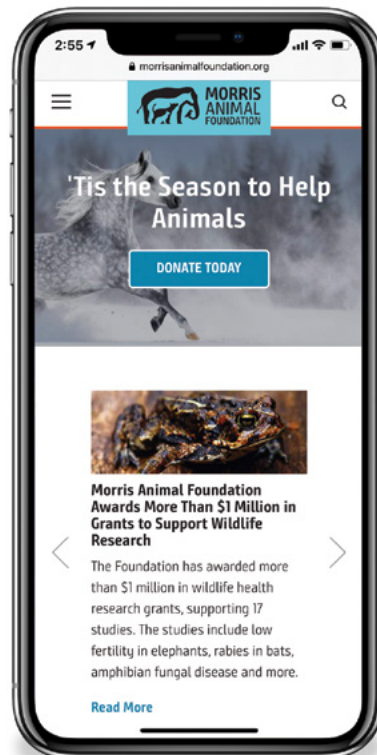 2:55
morrisanimalfoundation.org
MORRIS
ANIMAL
FOUNDATION
'Tis the Season to Help
Animals
DONATE TODAY
Morris Animal Foundation
Awards More Than $1 Million in
Grants to Support Wildlife
Research
The Foundation has awarded more
than $1 million in wildlife health
research grants, supporting 17
studies. The studies include low
fertility in elephants, rabies in bats,
amphibian fungal disease and more.
Read More